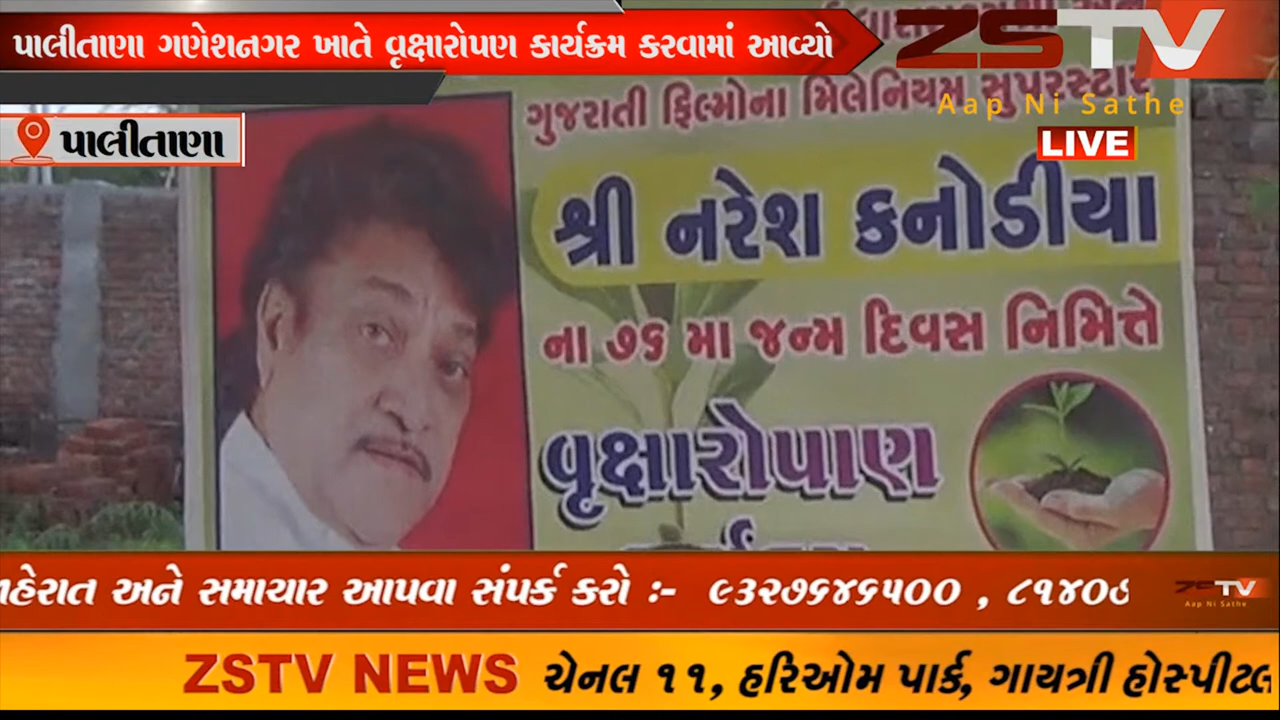 પાલીતાણા ગણેશનગર ખાતે વૃક્ષારોપણ કાર્યક્રમ કરવામાં આવ્યો
ZSTV
Aap Ni Sathe
LIVE
પાલીતાણા
ગુજરાતી ફિલ્મોના મિલેનિયમ સુપરસ્ટાર
શ્રી નરેશ કનોડીયા
ના ૭૬ મા જન્મ દિવસ નિમિત્તે
વૃક્ષારોપાણ
હેરાત અને સમાચાર આપવા સંપર્ક કરો :- ૯૩૨૭૬૪૬૫૦૦ , ૮૧૪૦૭
ZSTV
Aap Ni Sathe
ZSTV NEWS ચેનલ ૧૧, હરિઓમ પાર્ક, ગાયત્રી હોસ્પીટલ